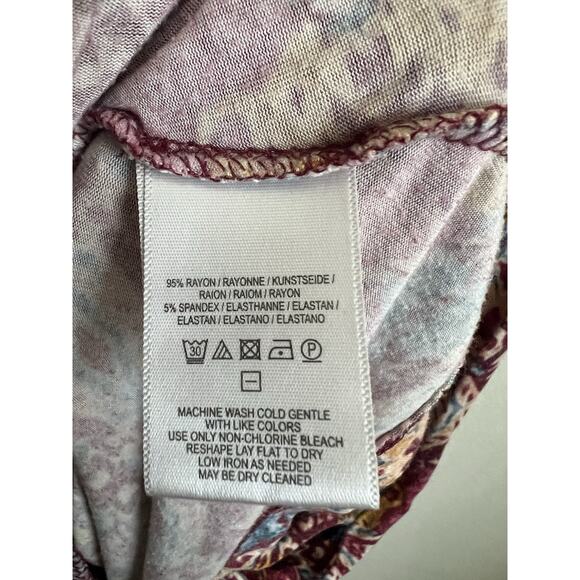 95% RAYON / RAYONNE / KUNSTSEIDE /
RAION / RAIOM / RAYON
5% SPANDEX / ELASTHANNE / ELASTAN /
ELASTAN / ELASTANO / ELASTANO
30 P
MACHINE WASH COLD GENTLE
WITH LIKE COLORS
USE ONLY NON-CHLORINE BLEACH
RESHAPE LAY FLAT TO DRY
LOW IRON AS NEEDED
MAY BE DRY CLEANED